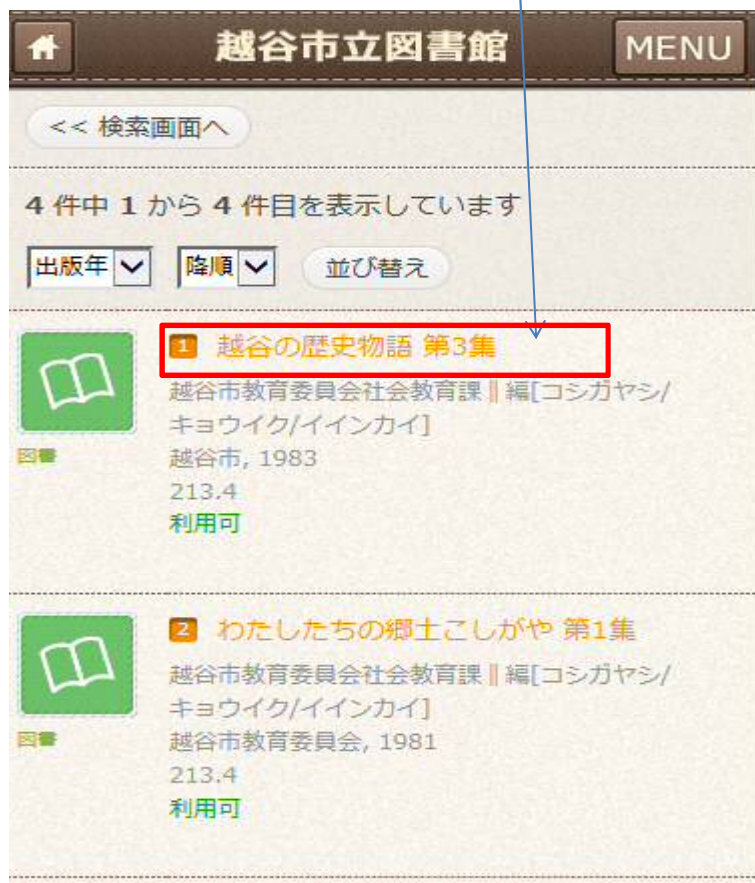 越谷市立図書館 MENU
<< 検索画面へ
4 件中 1 から 4 件目を表示しています
出版年 降順 並び替え
1 越谷の歴史物語 第3集
越谷市教育委員会社会教育課∥編[コシガヤシ/
キョウイク/イインカイ]
図書 越谷市, 1983
213.4
利用可
2 わたしたちの郷土こしがや 第1集
越谷市教育委員会社会教育課∥編[コシガヤシ/
キョウイク/イインカイ]
図書 越谷市教育委員会, 1981
213.4
利用可